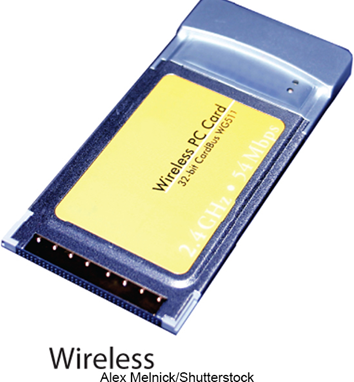 Wireless PC Card
32-bit CardBus WG511
2.4GHz • 54Mbps
Wireless
Alex Melnick/Shutterstock